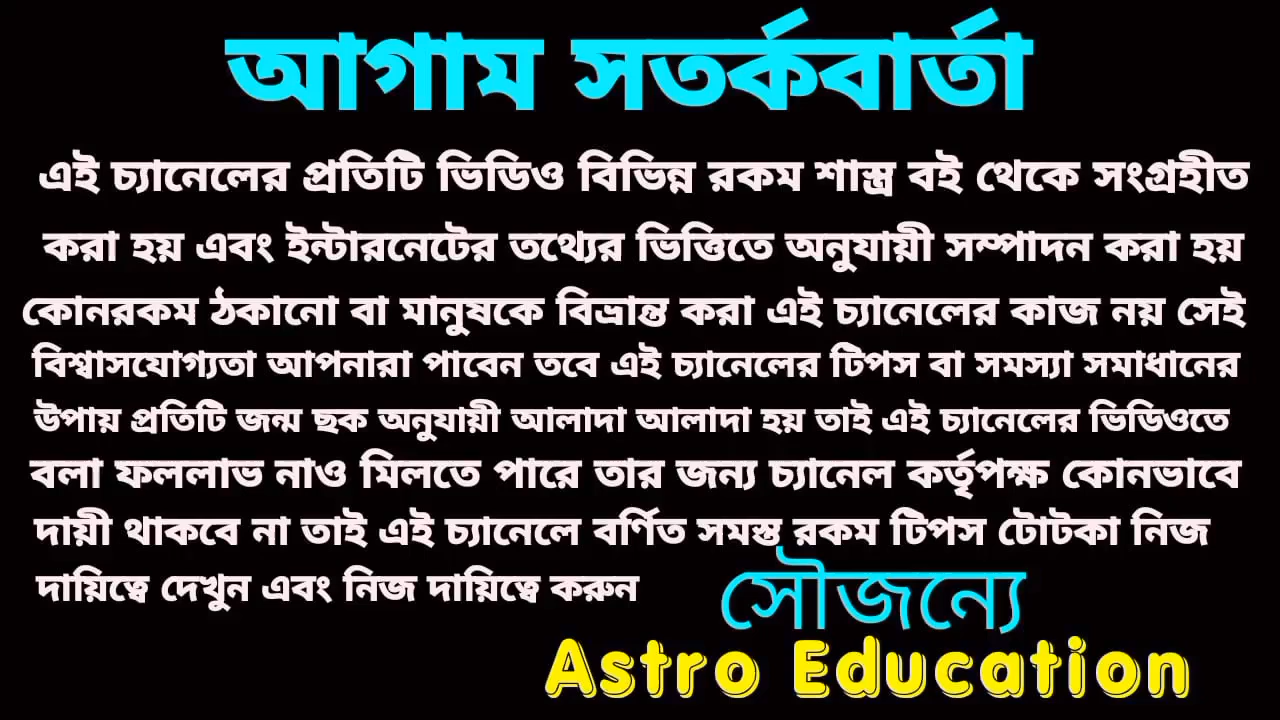 আগাম সতর্কবার্তা
এই চ্যানেলের প্রতিটি ভিডিও বিভিন্ন রকম শাস্ত্র বই থেকে সংগ্রহীত
করা হয় এবং ইন্টারনেটের তথ্যের ভিত্তিতে অনুযায়ী সম্পাদন করা হয়
কোনরকম ঠকানো বা মানুষকে বিভ্রান্ত করা এই চ্যানেলের কাজ নয় সেই
বিশ্বাসযোগ্যতা আপনারা পাবেন তবে এই চ্যানেলের টিপস বা সমস্যা সমাধানের
উপায় প্রতিটি জন্ম ছক অনুযায়ী আলাদা আলাদা হয় তাই এই চ্যানেলের ভিডিওতে
বলা ফললাভ নাও মিলতে পারে তার জন্য চ্যানেল কর্তৃপক্ষ কোনভাবে
দায়ী থাকবে না তাই এই চ্যানেলে বর্ণিত সমস্ত রকম টিপস টোটকা নিজ
দায়িত্বে দেখুন এবং নিজ দায়িত্বে করুন
সৌজন্যে
Astro Education